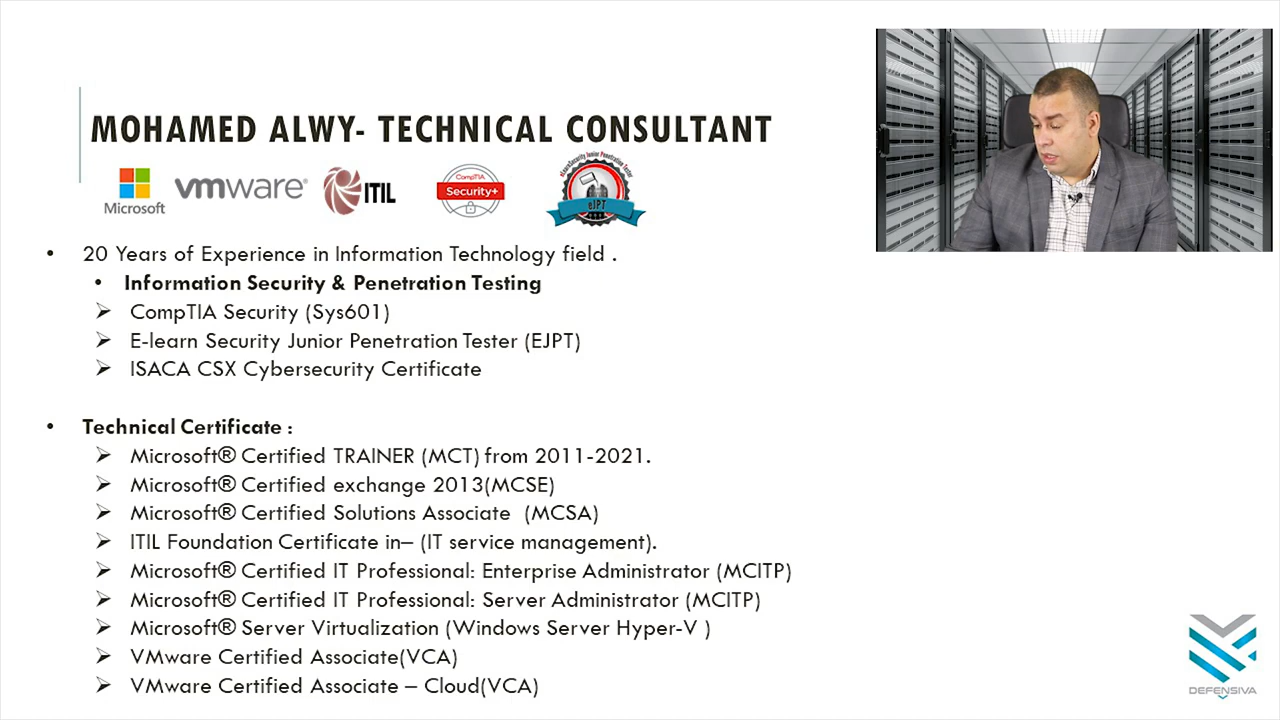 MOHAMED ALWY- TECHNICAL CONSULTANT
Microsoft
vmware®
ITIL
CompTIA
Security+
eLearnSecurity Junior Penetration Tester
eJPT
• 20 Years of Experience in Information Technology field .
• Information Security & Penetration Testing
➢ CompTIA Security (Sys601)
➢ E-learn Security Junior Penetration Tester (EJPT)
➢ ISACA CSX Cybersecurity Certificate
• Technical Certificate :
➢ Microsoft® Certified TRAINER (MCT) from 2011-2021.
➢ Microsoft® Certified exchange 2013(MCSE)
➢ Microsoft® Certified Solutions Associate (MCSA)
➢ ITIL Foundation Certificate in– (IT service management).
➢ Microsoft® Certified IT Professional: Enterprise Administrator (MCITP)
➢ Microsoft® Certified IT Professional: Server Administrator (MCITP)
➢ Microsoft® Server Virtualization (Windows Server Hyper-V )
➢ VMware Certified Associate(VCA)
➢ VMware Certified Associate – Cloud(VCA)
DEFENSIVA